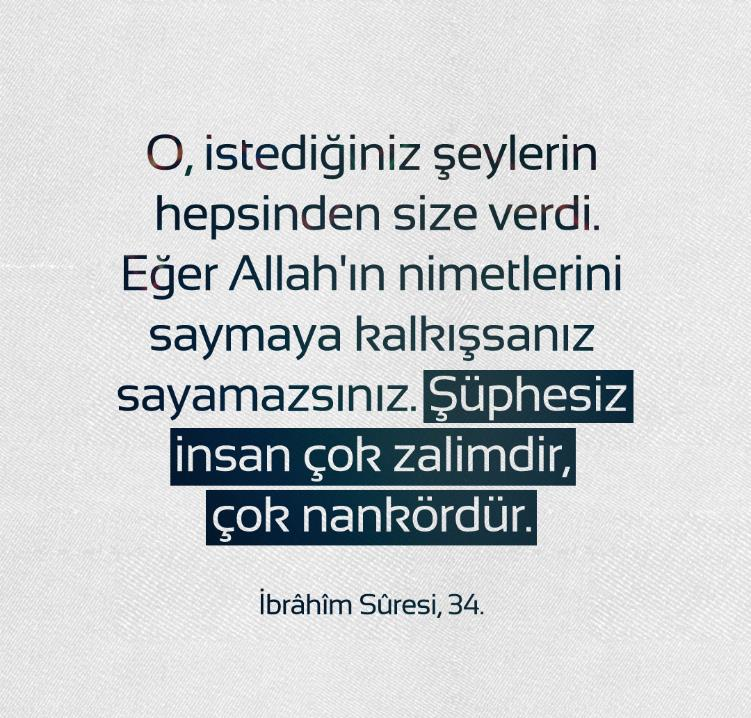 O, istediğiniz şeylerin
hepsinden size verdi.
Eğer Allah'ın nimetlerini
saymaya kalkışsanız
sayamazsınız. Şüphesiz
insan çok zalimdir,
çok nankördür.
İbrâhîm Sûresi, 34.